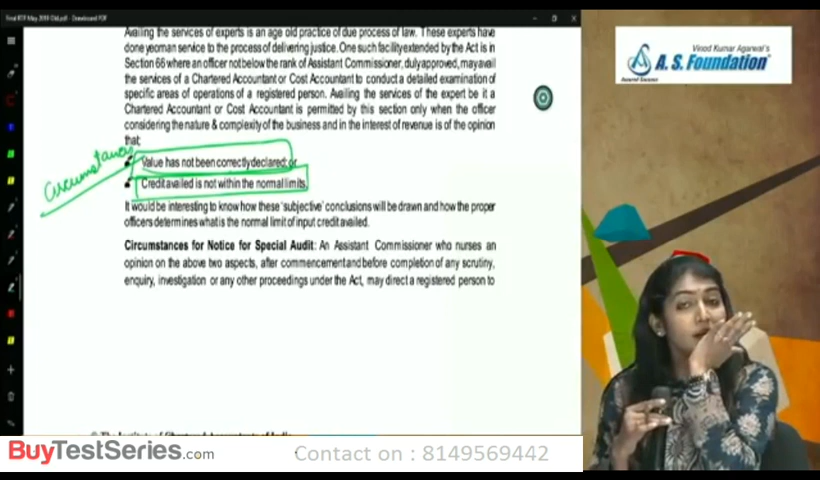 Final RTP May 2019 Old.pdf - Drawboard PDF
Availing the services of experts is an age old practice of due process of law. These experts have
done yeoman service to the process of delivering justice. One such facility extended by the Act is in
Section 66 where an officer not below the rank of Assistant Commissioner, duly approved, may avail
the services of a Chartered Accountant or Cost Accountant to conduct a detailed examination of
specific areas of operations of a registered person. Availing the services of the expert be it a
Chartered Accountant or Cost Accountant is permitted by this section only when the officer
considering the nature & complexity of the business and in the interest of revenue is of the opinion
that;
Circumstances
Value has not been correctly declared; or
Credit availed is not within the normal limits.
It would be interesting to know how these 'subjective' conclusions will be drawn and how the proper
officers determines what is the normal limit of input credit availed.
Circumstances for Notice for Special Audit: An Assistant Commissioner who nurses an
opinion on the above two aspects, after commencement and before completion of any scrutiny,
enquiry, investigation or any other proceedings under the Act, may direct a registered person to
© The Institute of Chartered Accountants of India
Vinod Kumar Agarwal's
A. S. Foundation
BuyTestSeries.com
Contact on : 8149569442